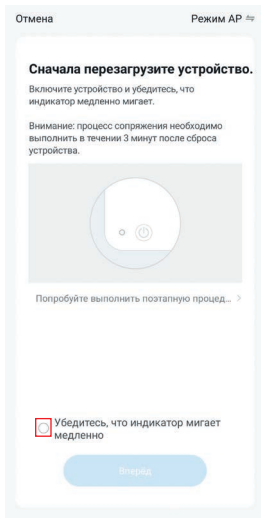 Отмена Режим AP
Сначала перезагрузите устройство.
Включите устройство и убедитесь, что
индикатор медленно мигает.
Внимание: процесс сопряжения необходимо
выполнить в течении 3 минут после сброса
устройства.
Попробуйте выполнить поэтапную процед... >
Убедитесь, что индикатор мигает
медленно
Вперёд